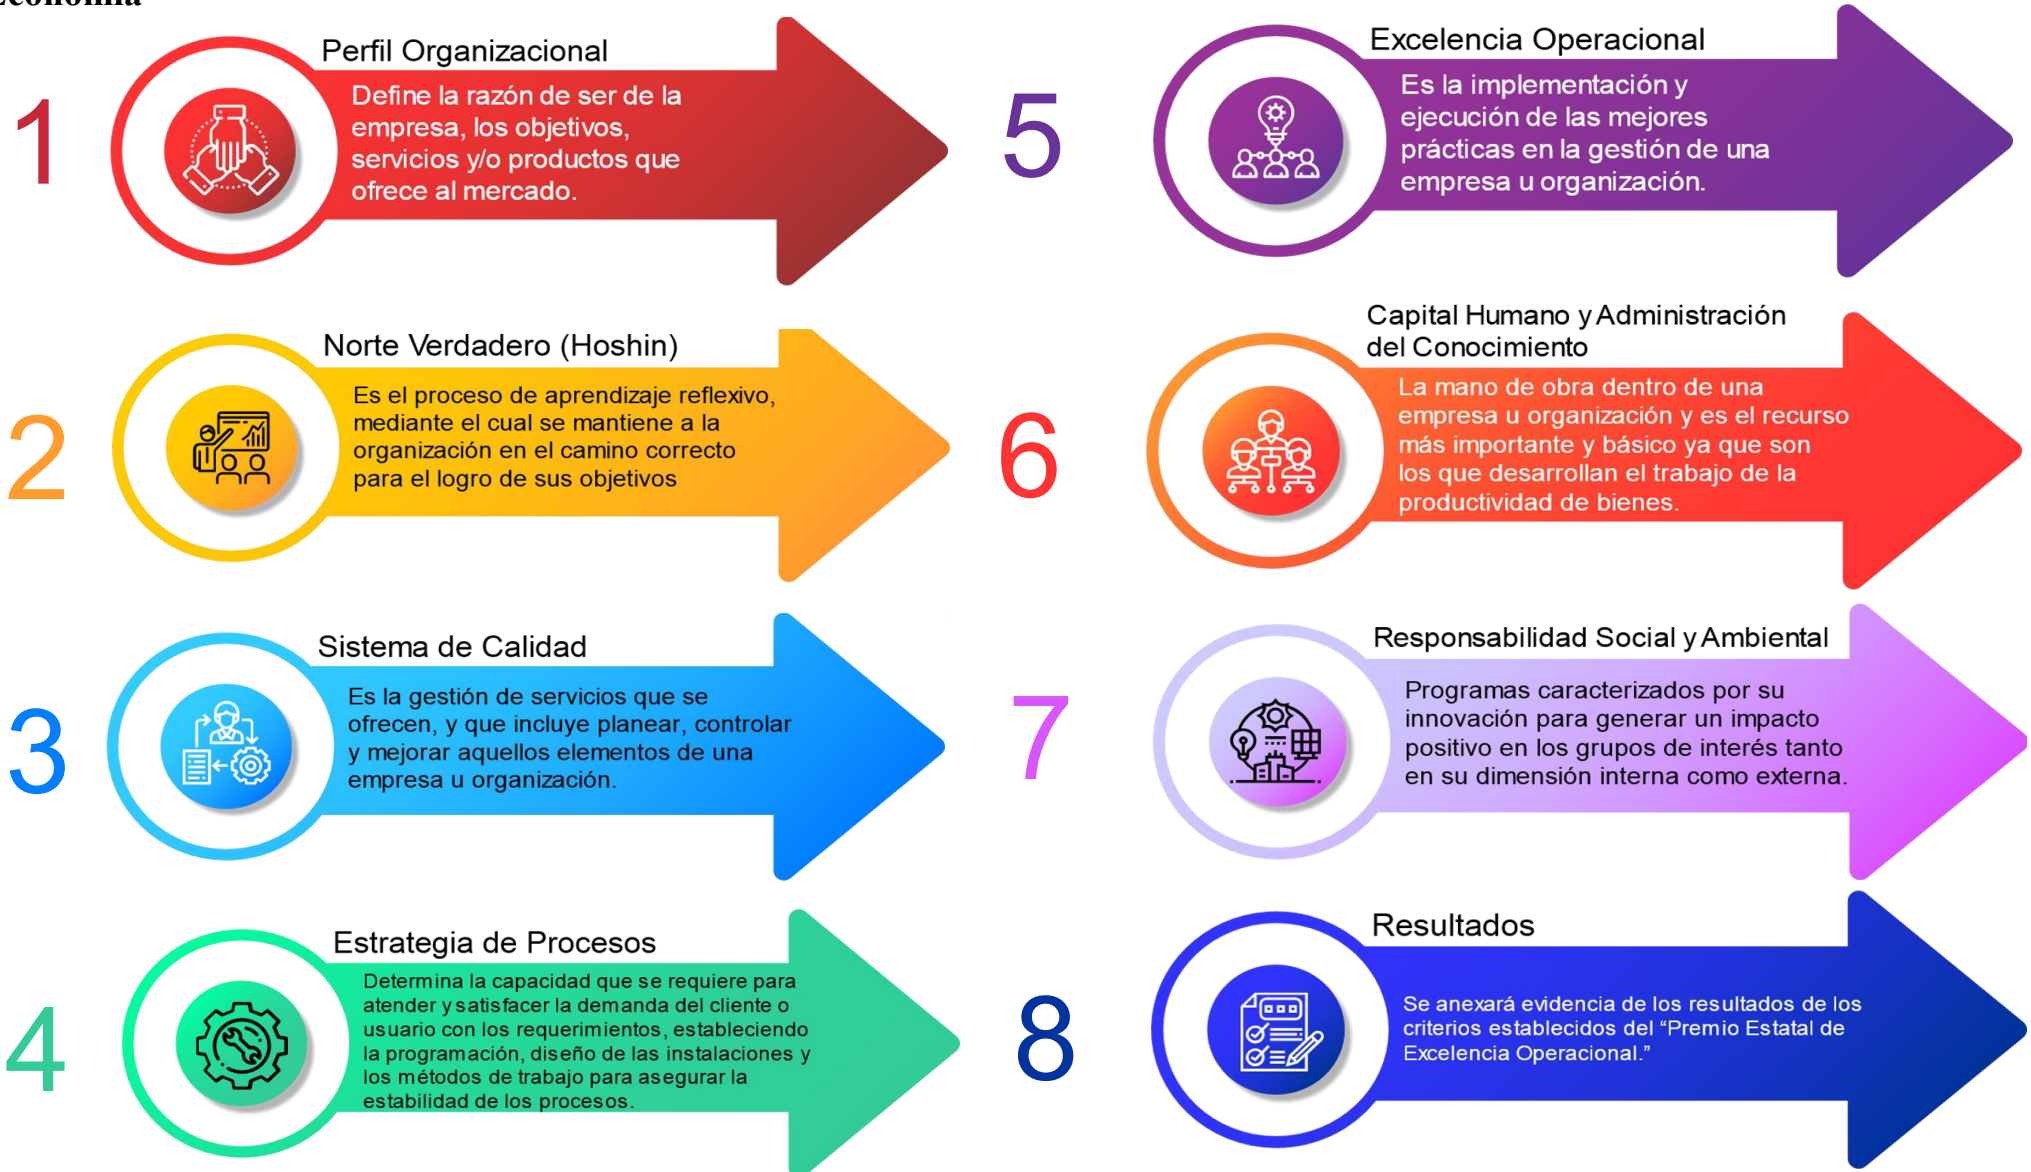 1
Perfil Organizacional
Define la razón de ser de la
empresa, los objetivos,
servicios y/o productos que
ofrece al mercado.
2
Norte Verdadero (Hoshin)
Es el proceso de aprendizaje reflexivo,
mediante el cual se mantiene a la
organización en el camino correcto
para el logro de sus objetivos
3
Sistema de Calidad
Es la gestión de servicios que se
ofrecen, y que incluye planear, controlar
y mejorar aquellos elementos de una
empresa u organización.
4
Estrategia de Procesos
Determina la capacidad que se requiere para
atender y satisfacer la demanda del cliente o
usuario con los requerimientos, estableciendo
la programación, diseño de las instalaciones y
los métodos de trabajo para asegurar la
estabilidad de los procesos.
5
Excelencia Operacional
Es la implementación y
ejecución de las mejores
prácticas en la gestión de una
empresa u organización.
6
Capital Humano y Administración
del Conocimiento
La mano de obra dentro de una
empresa u organización y es el recurso
más importante y básico ya que son
los que desarrollan el trabajo de la
productividad de bienes.
7
Responsabilidad Social y Ambiental
Programas caracterizados por su
innovación para generar un impacto
positivo en los grupos de interés tanto
en su dimensión interna como externa.
8
Resultados
Se anexará evidencia de los resultados de los
criterios establecidos del “Premio Estatal de
Excelencia Operacional.”